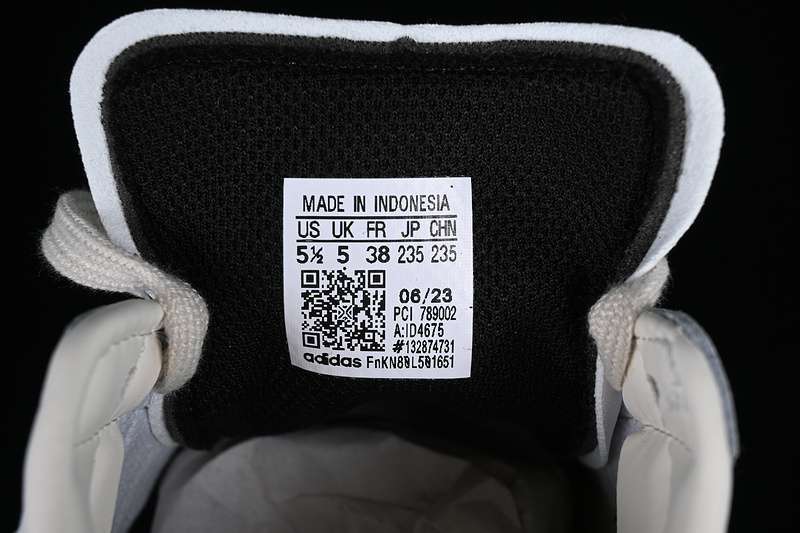 MADE IN INDONESIA
US UK FR JP CHN
5½ 5 38 235 235
06/23
PCI 789002
A:ID4675
#132874731
adidas FnKN80L501651